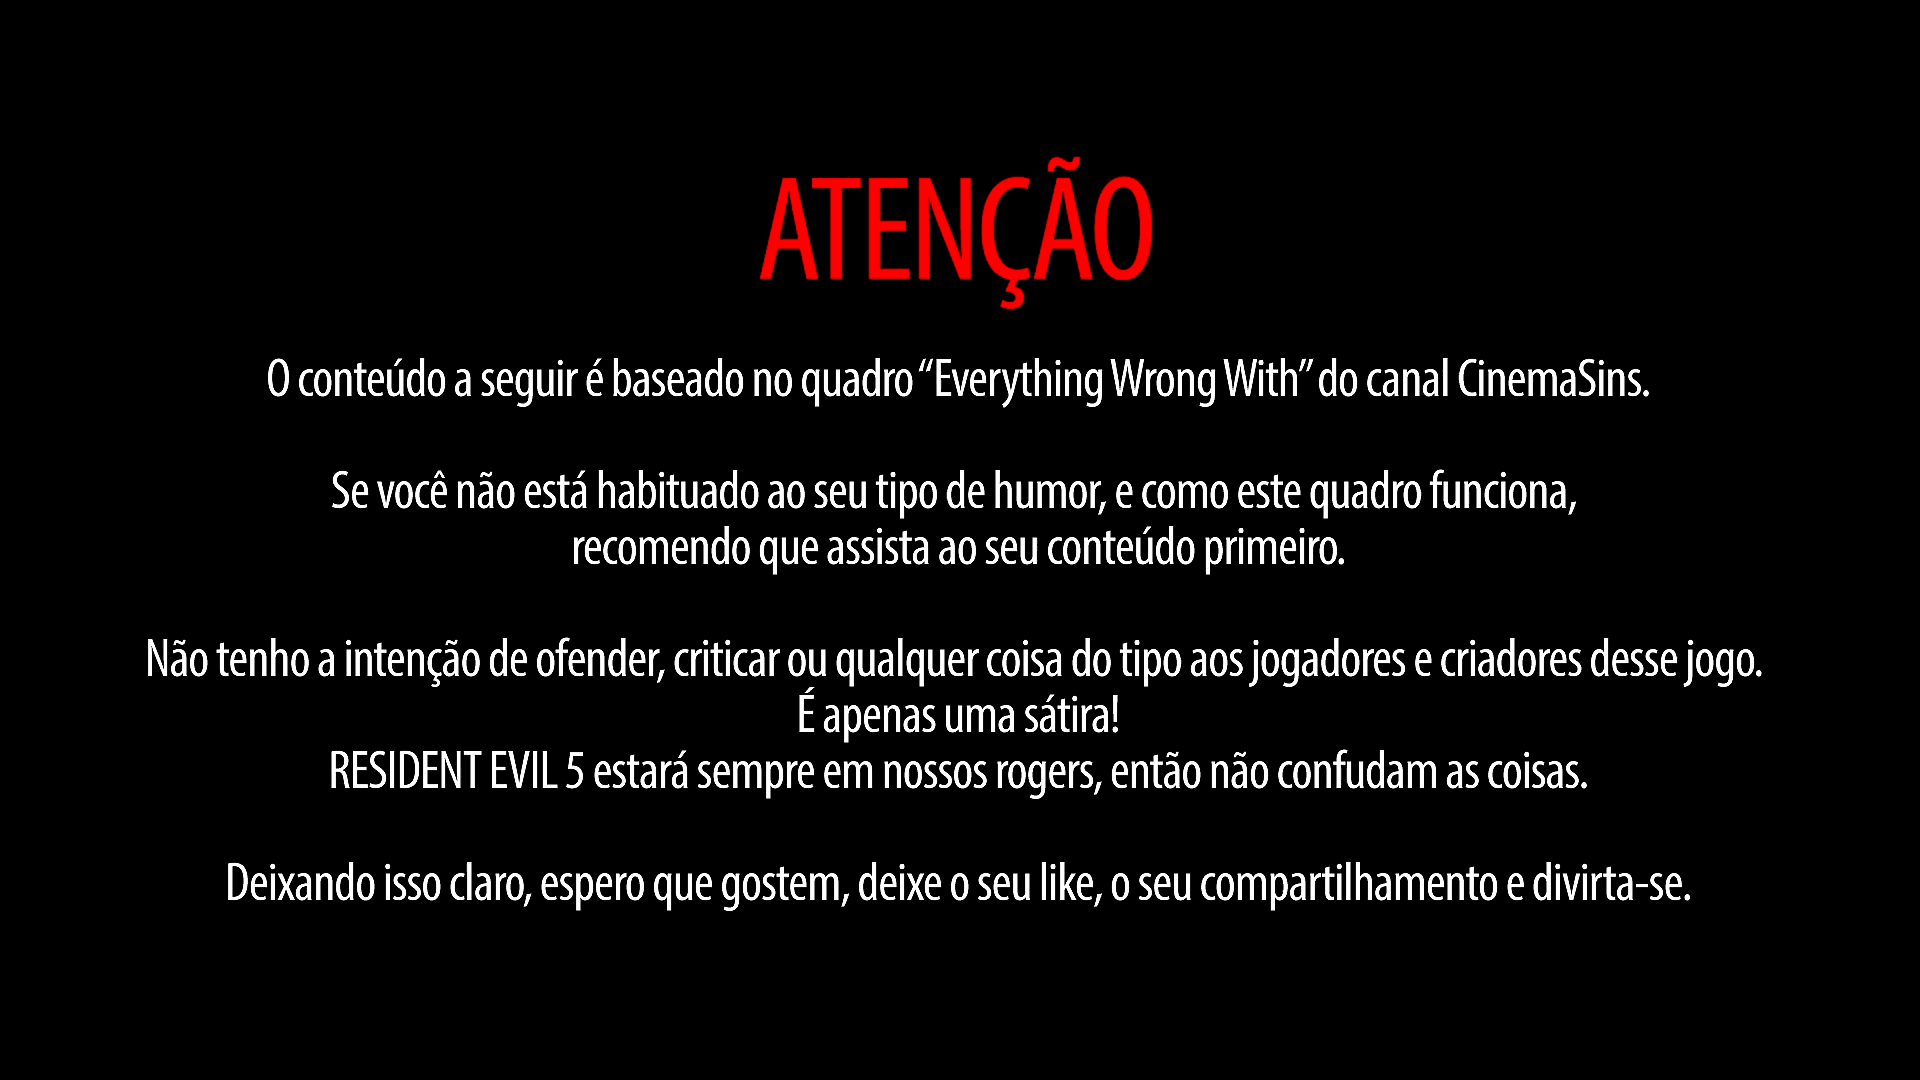 ATENÇÃO
O conteúdo a seguir é baseado no quadro “Everything Wrong With” do canal CinemaSins.
Se você não está habituado ao seu tipo de humor, e como este quadro funciona,
recomendo que assista ao seu conteúdo primeiro.
Não tenho a intenção de ofender, criticar ou qualquer coisa do tipo aos jogadores e criadores desse jogo.
É apenas uma sátira!
RESIDENT EVIL 5 estará sempre em nossos rogers, então não confudam as coisas.
Deixando isso claro, espero que gostem, deixe o seu like, o seu compartilhamento e divirta-se.